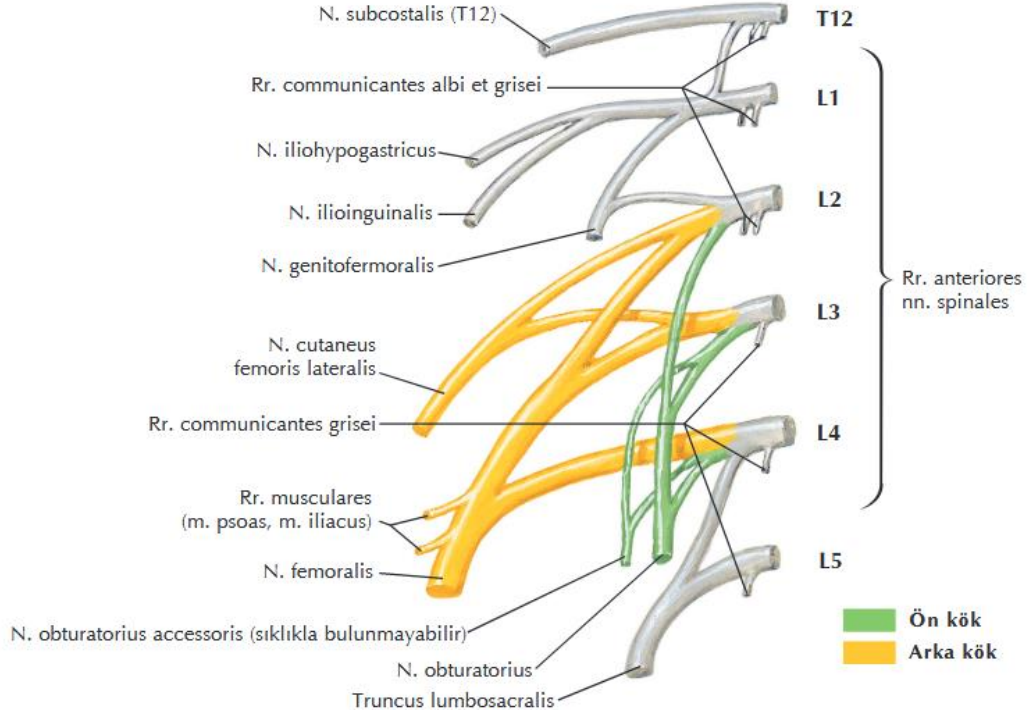 N. subcostalis (T12)
T12
Rr. communicantes albi et grisei
L1
N. iliohypogastricus
N. ilioinguinalis
L2
N. genitofermoralis
Rr. anteriores
nn. spinales
L3
N. cutaneus
femoris lateralis
Rr. communicantes grisei
L4
Rr. musculares
(m. psoas, m. iliacus)
N. femoralis
L5
N. obturatorius accessoris (sıklıkla bulunmayabilir)
N. obturatorius
Truncus lumbosacralis
Ön kök
Arka kök